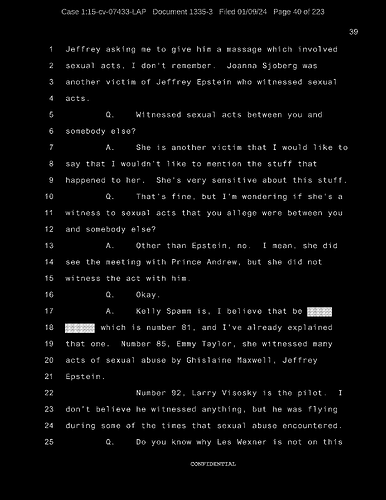 Case 1:15-cv-07433-LAP Document 1335-3 Filed 01/09/24 Page 40 of 223
39
1 Jeffrey asking me to give him a massage which involved
2 sexual acts, I don't remember. Joanna Sjoberg was
3 another victim of Jeffrey Epstein who witnessed sexual
4 acts.
5 Q. Witnessed sexual acts between you and
6 somebody else?
7 A. She is another victim that I would like to
8 say that I wouldn't like to mention the stuff that
9 happened to her. She's very sensitive about this stuff.
10 Q. That's fine, but I'm wondering if she's a
11 witness to sexual acts that you allege were between you
12 and somebody else?
13 A. Other than Epstein, no. I mean, she did
14 see the meeting with Prince Andrew, but she did not
15 witness the act with him.
16 Q. Okay.
17 A. Kelly Spamm is, I believe that be
18 which is number 81, and I've already explained
19 that one. Number 85, Emmy Taylor, she witnessed many
20 acts of sexual abuse by Ghislaine Maxwell, Jeffrey
21 Epstein.
22 Number 92, Larry Visosky is the pilot. I
23 don't believe he witnessed anything, but he was flying
24 during some of the times that sexual abuse encountered.
25 Q. Do you know why Les Wexner is not on this
CONFIDENTIAL